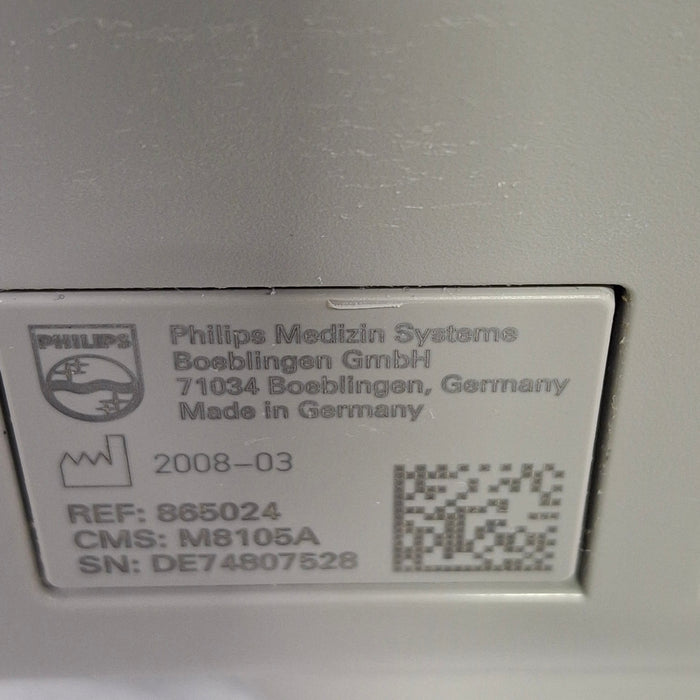 PHILIPS
Philips Medizin Systeme
Boeblingen GmbH
71034 Boeblingen, Germany
Made in Germany
2008-03
REF: 865024
CMS: M8105A
SN: DE74807528